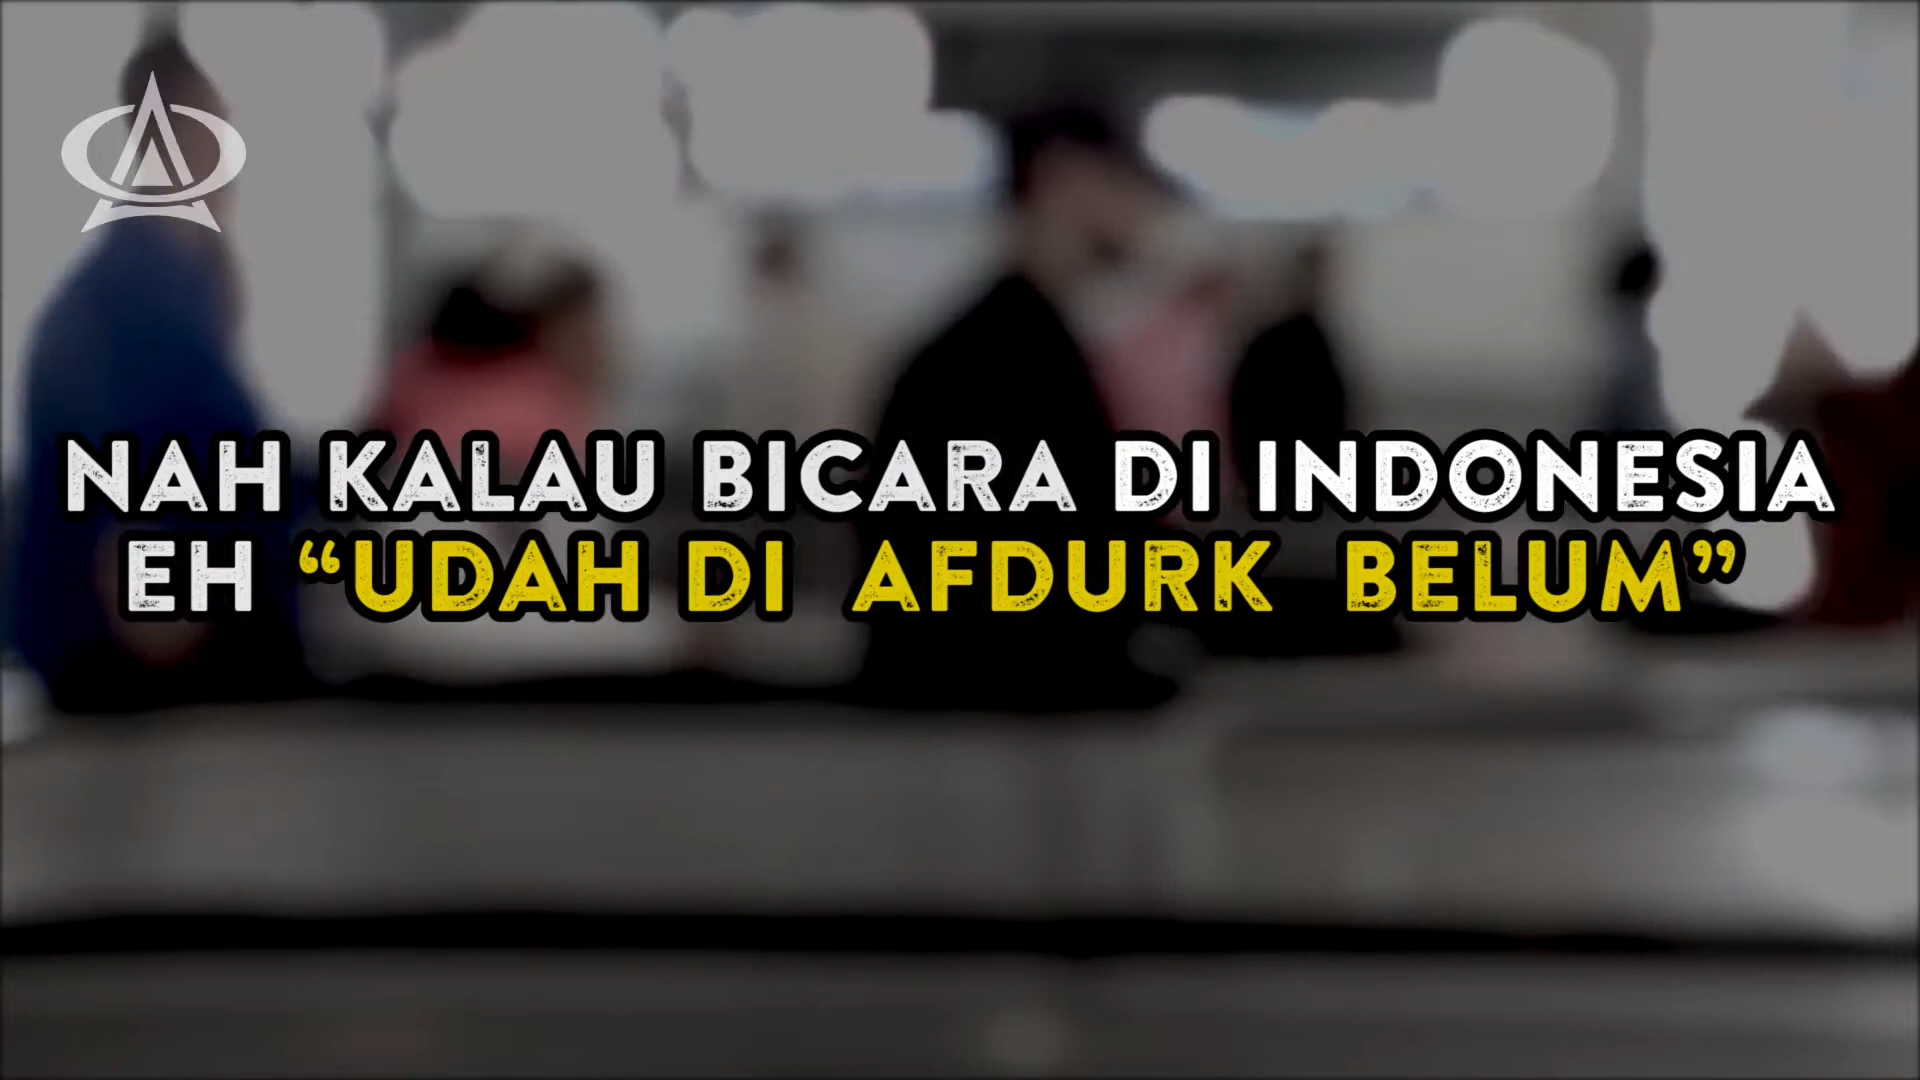 NAH KALAU BICARA DI INDONESIA
EH “UDAH DI AFDURK BELUM”